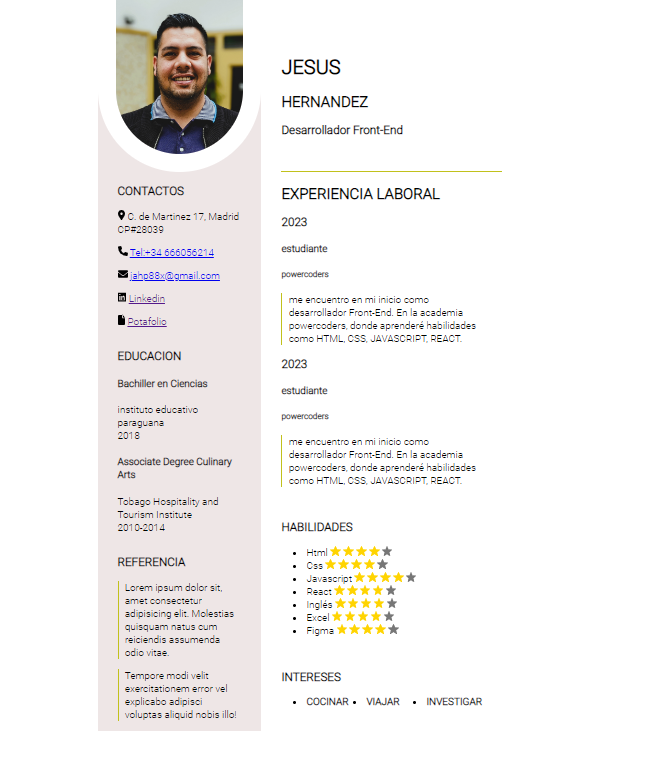 JESUS
HERNANDEZ
Desarrollador Front-End
CONTACTOS
C. de Martinez 17, Madrid
CP#28039
Tel:+34 666056214
jahp88x@gmail.com
Linkedin
Potafolio
EDUCACION
Bachiller en Ciencias
instituto educativo
paraguana
2018
Associate Degree Culinary
Arts
Tobago Hospitality and
Tourism Institute
2010-2014
REFERENCIA
Lorem ipsum dolor sit,
amet consectetur
adipisicing elit. Molestias
quisquam natus cum
reiciendis assumenda
odio vitae.
Tempore modi velit
exercitationem error vel
explicabo adipisci
voluptas aliquid nobis illo!
EXPERIENCIA LABORAL
2023
estudiante
powercoders
me encuentro en mi inicio como
desarrollador Front-End. En la academia
powercoders, donde aprenderé habilidades
como HTML, CSS, JAVASCRIPT, REACT.
2023
estudiante
powercoders
me encuentro en mi inicio como
desarrollador Front-End. En la academia
powercoders, donde aprenderé habilidades
como HTML, CSS, JAVASCRIPT, REACT.
HABILIDADES
Html
Css
Javascript
React
Inglés
Excel
Figma
INTERESES
COCINAR VIAJAR INVESTIGAR